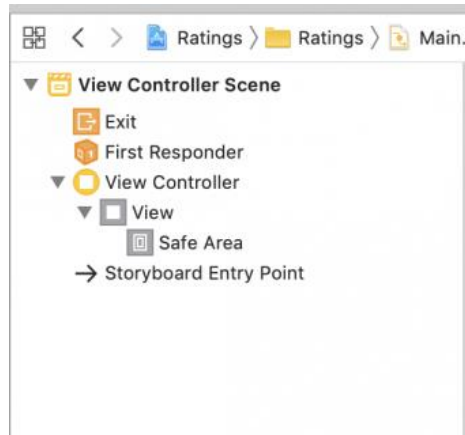 Ratings 〉 Ratings 〉 Main.
View Controller Scene
Exit
First Responder
View Controller
View
Safe Area
Storyboard Entry Point